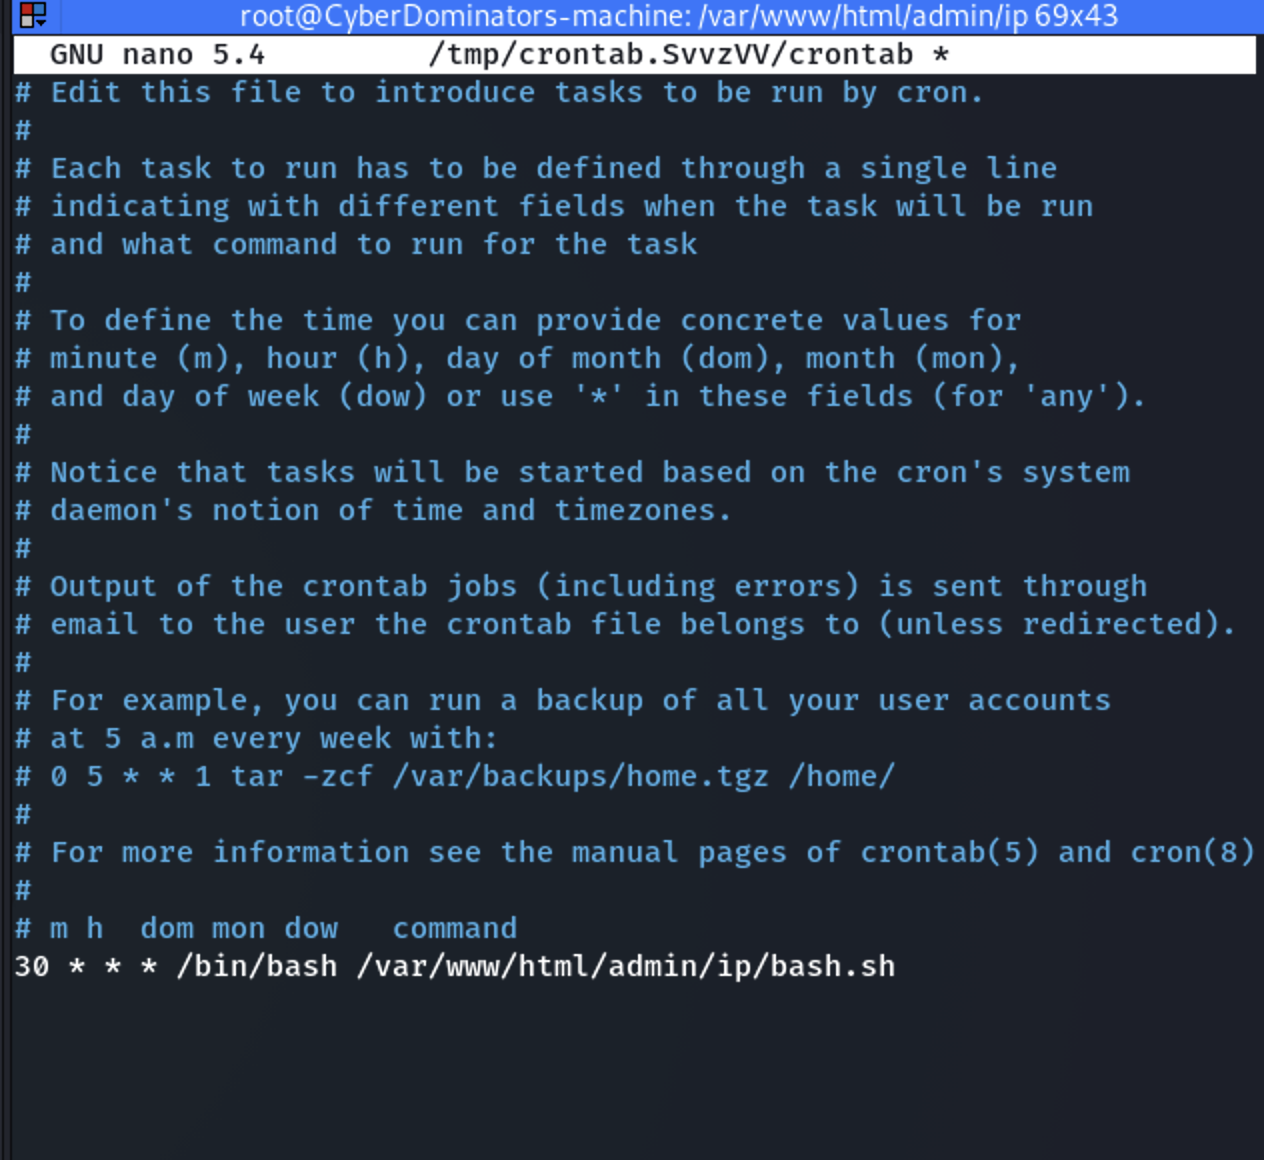 root@CyberDominators-machine: /var/www/html/admin/ip 69x43
GNU nano 5.4 /tmp/crontab.SvvzVV/crontab *
# Edit this file to introduce tasks to be run by cron.
#
# Each task to run has to be defined through a single line
# indicating with different fields when the task will be run
# and what command to run for the task
#
# To define the time you can provide concrete values for
# minute (m), hour (h), day of month (dom), month (mon),
# and day of week (dow) or use '*' in these fields (for 'any').
#
# Notice that tasks will be started based on the cron's system
# daemon's notion of time and timezones.
#
# Output of the crontab jobs (including errors) is sent through
# email to the user the crontab file belongs to (unless redirected).
#
# For example, you can run a backup of all your user accounts
# at 5 a.m every week with:
# 0 5 * * 1 tar -zcf /var/backups/home.tgz /home/
#
# For more information see the manual pages of crontab(5) and cron(8)
#
# m h  dom mon dow   command
30 * * * /bin/bash /var/www/html/admin/ip/bash.sh